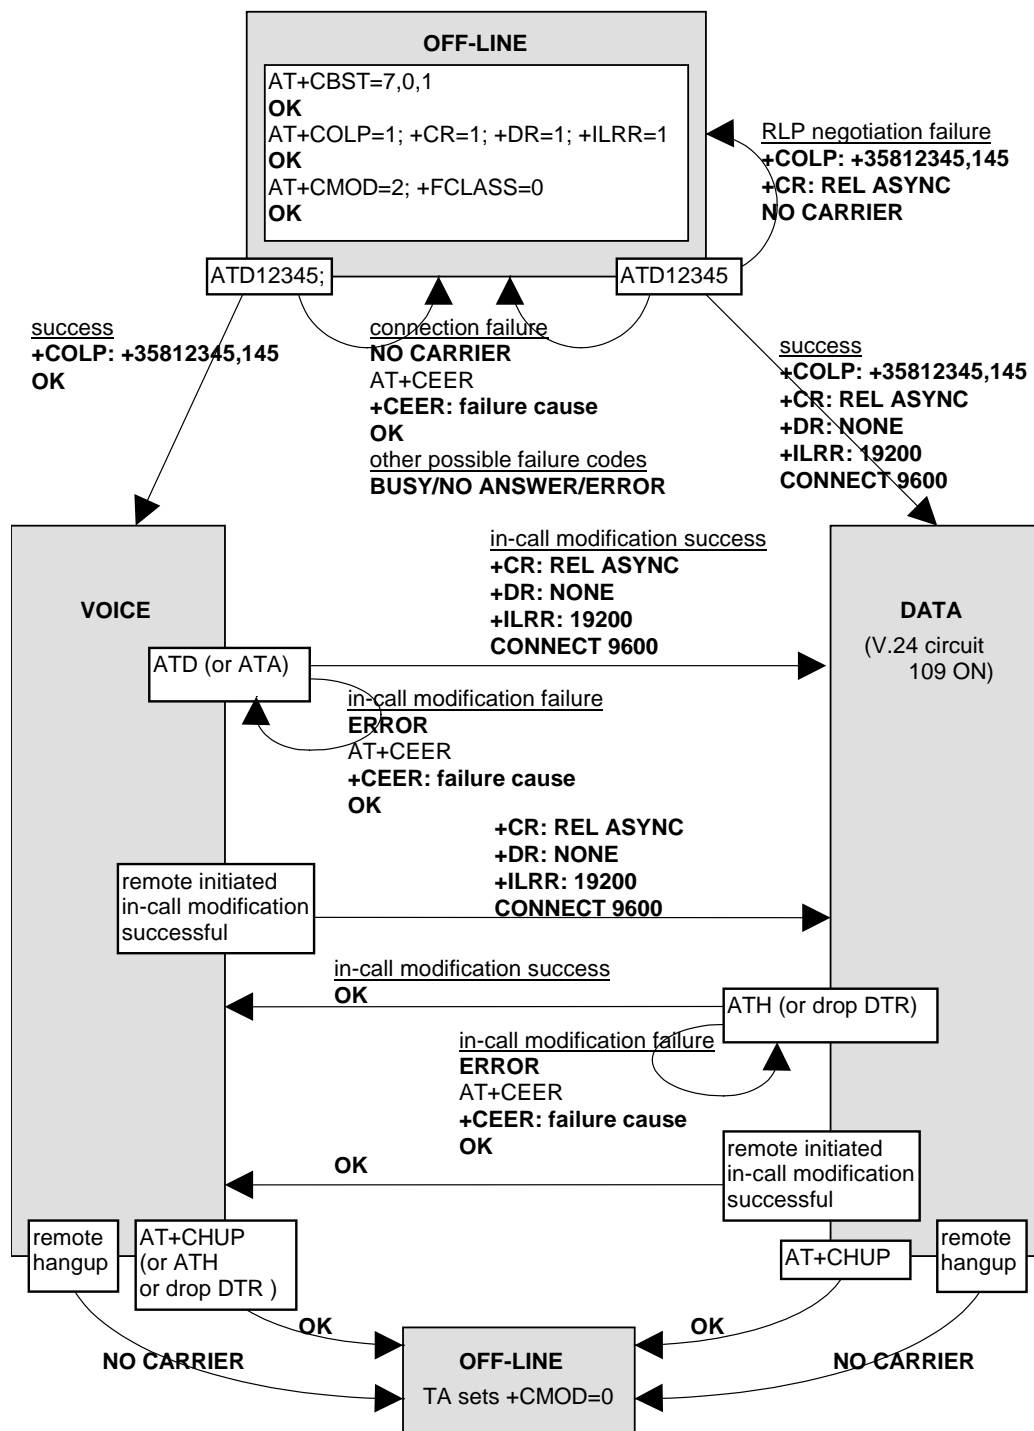 OFF-LINE
AT+CBST=7,0,1
OK
AT+COLP=1; +CR=1; +DR=1; +ILRR=1
OK
AT+CMOD=2; +FCLASS=0
OK
RLP negotiation failure
+COLP: +35812345,145
+CR: REL ASYNC
NO CARRIER
ATD12345;
ATD12345
success
+COLP: +35812345,145
OK
connection failure
NO CARRIER
AT+CEER
+CEER: failure cause
OK
other possible failure codes
BUSY/NO ANSWER/ERROR
success
+COLP: +35812345,145
+CR: REL ASYNC
+DR: NONE
+ILRR: 19200
CONNECT 9600
VOICE
in-call modification success
+CR: REL ASYNC
+DR: NONE
+ILRR: 19200
CONNECT 9600
DATA
(V.24 circuit
109 ON)
ATD (or ATA)
in-call modification failure
ERROR
AT+CEER
+CEER: failure cause
OK
+CR: REL ASYNC
+DR: NONE
+ILRR: 19200
CONNECT 9600
remote initiated
in-call modification
successful
in-call modification success
OK
ATH (or drop DTR)
in-call modification failure
ERROR
AT+CEER
+CEER: failure cause
OK
OK
remote initiated
in-call modification
successful
remote
hangup
AT+CHUP
(or ATH
or drop DTR )
AT+CHUP
remote
hangup
OK
OK
NO CARRIER
NO CARRIER
OFF-LINE
TA sets +CMOD=0